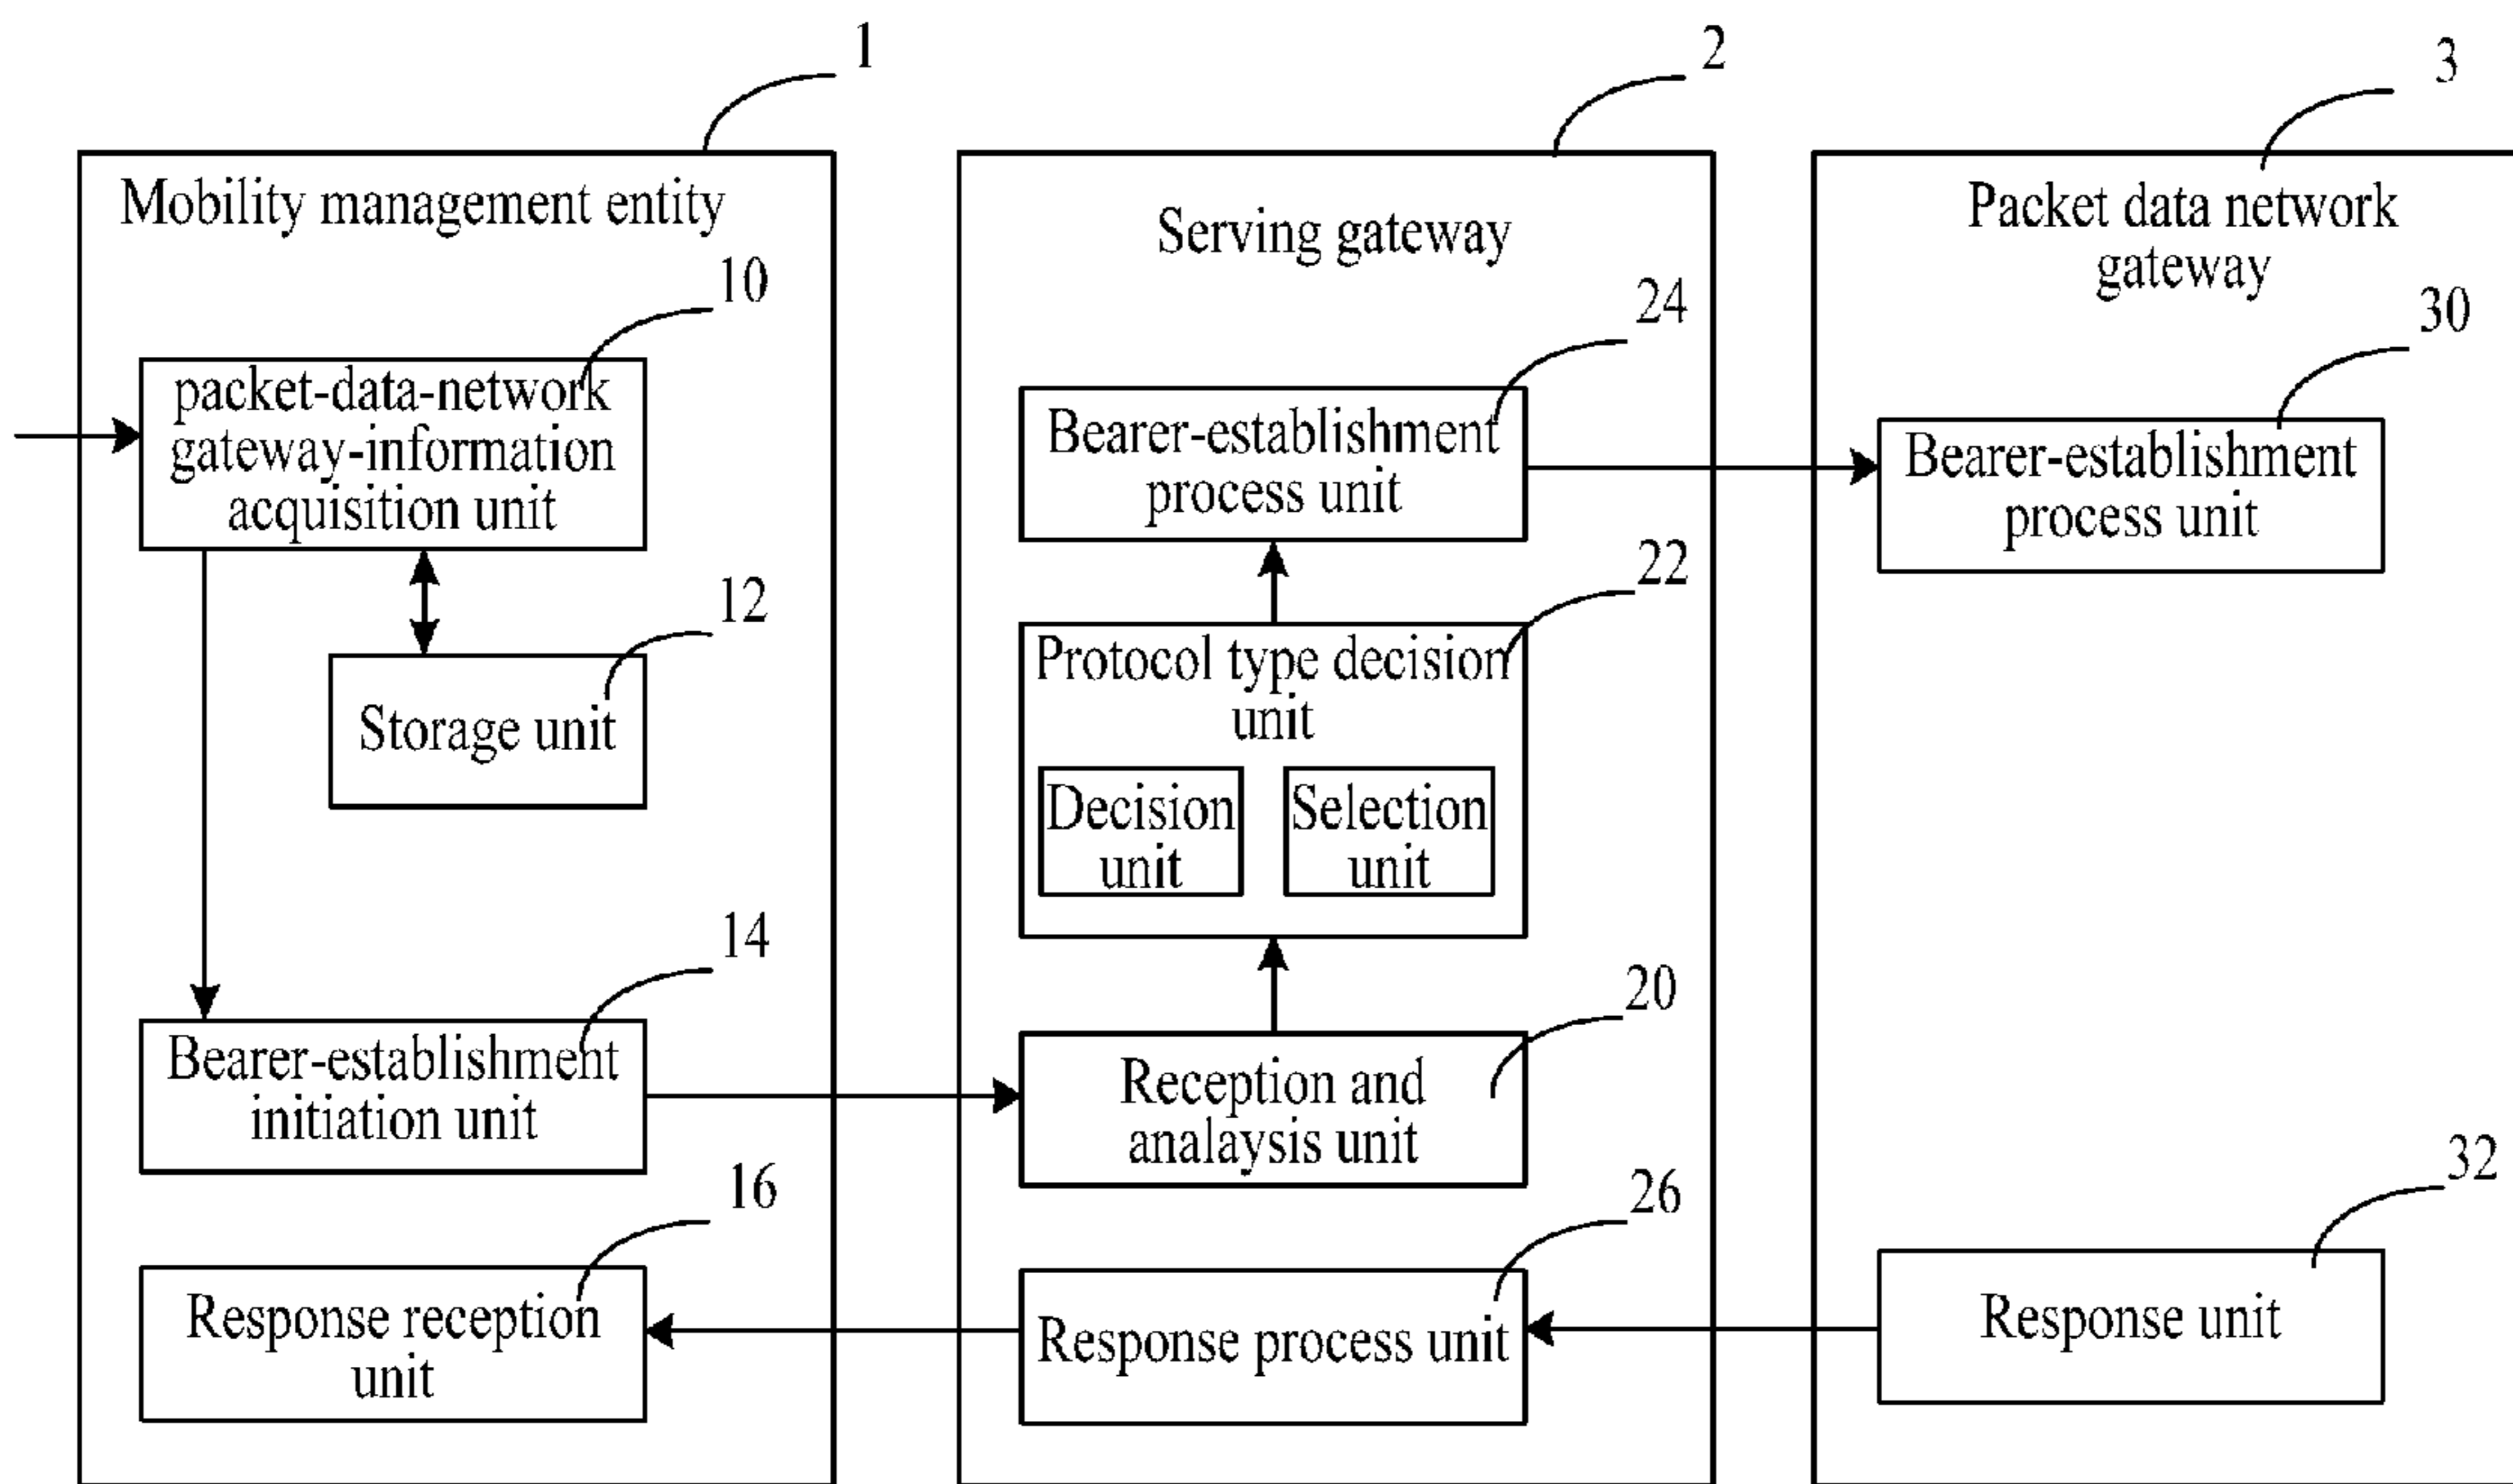 1
Mobility management entity
10
packet-data-network
gateway-information
acquisition unit
12
Storage unit
14
Bearer-establishment
initiation unit
16
Response reception
unit
2
Serving gateway
24
Bearer-establishment
process unit
22
Protocol type decision
unit
Decision
unit
Selection
unit
20
Reception and
analaysis unit
26
Response process unit
3
Packet data network
gateway
30
Bearer-establishment
process unit
32
Response unit